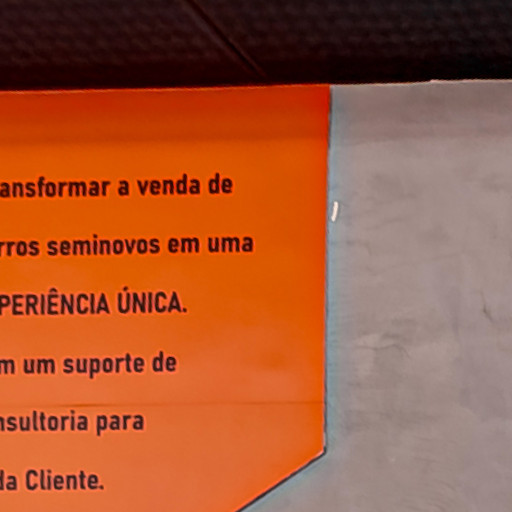 ansformar a venda de
rros seminovos em uma
PERIÊNCIA ÚNICA.
m um suporte de
nsultoria para
da Cliente.